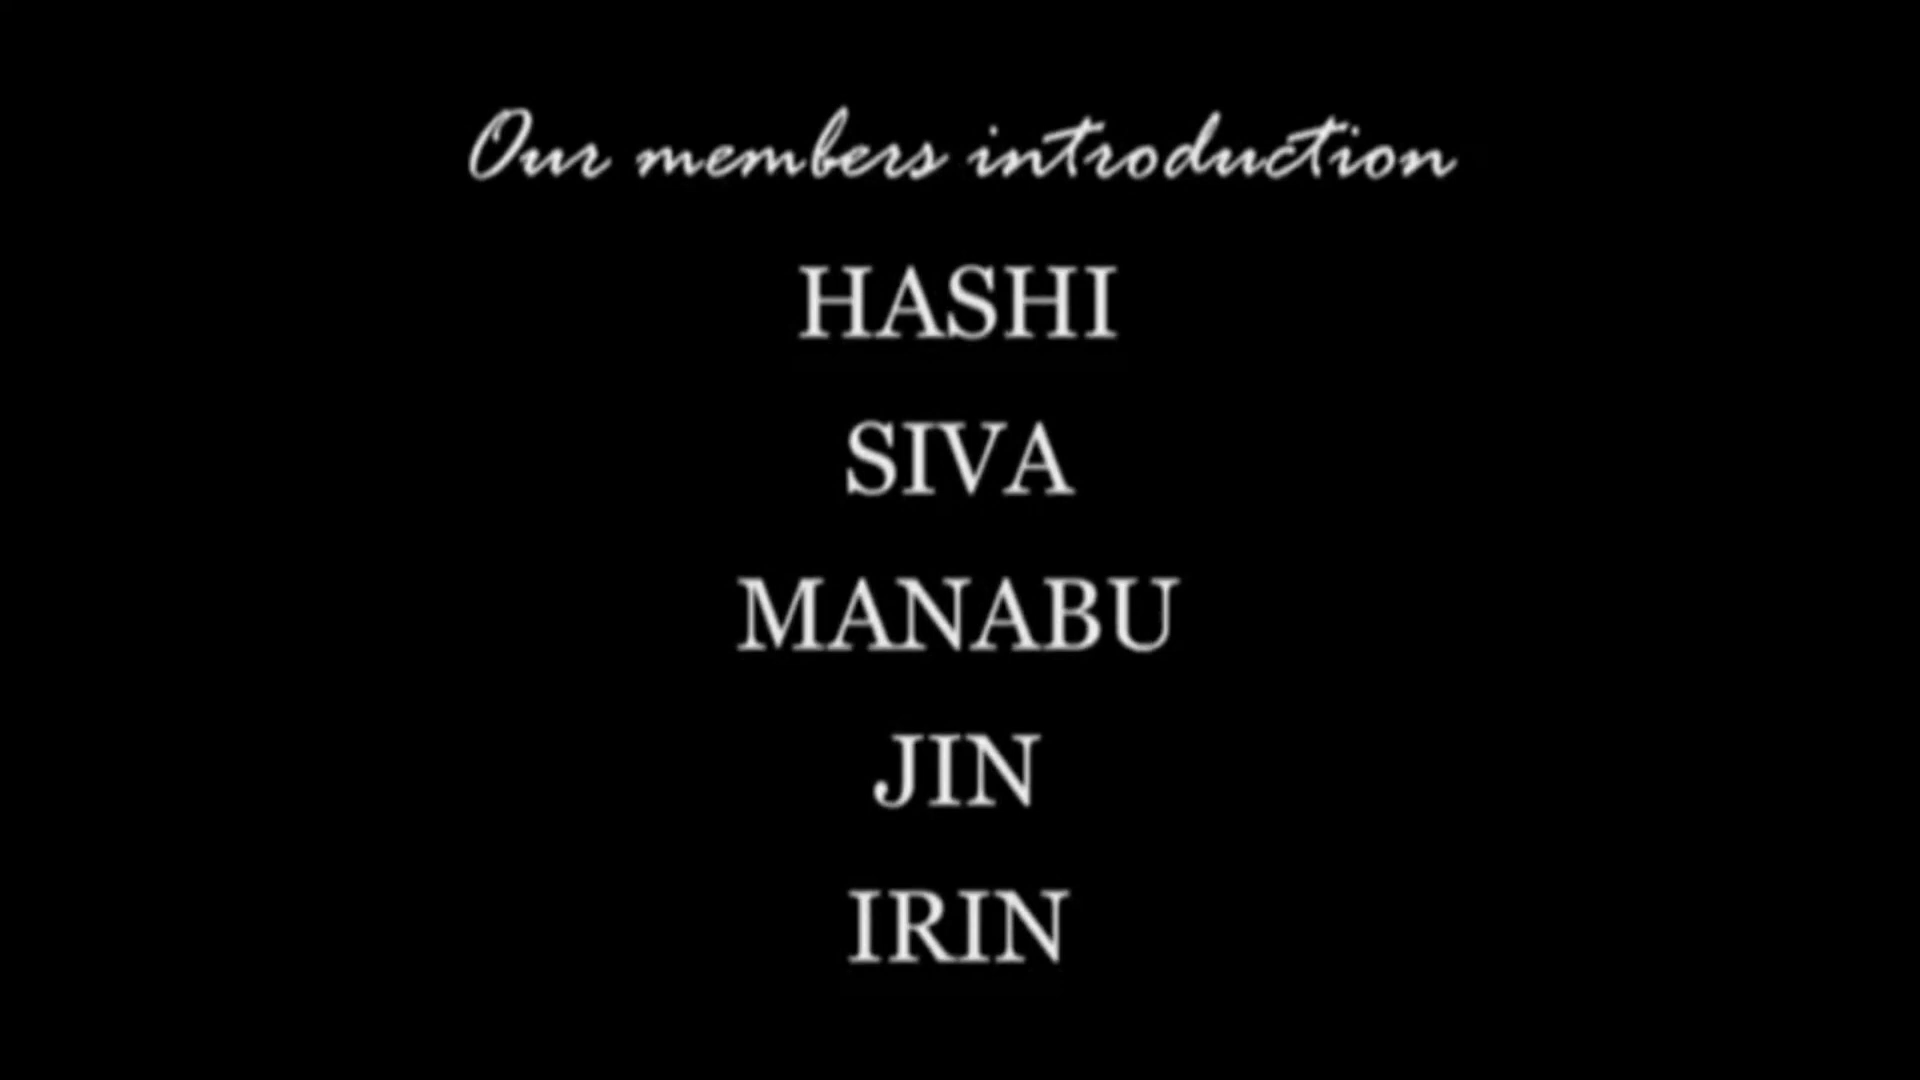 Our members introduction
HASHI
SIVA
MANABU
JIN
IRIN